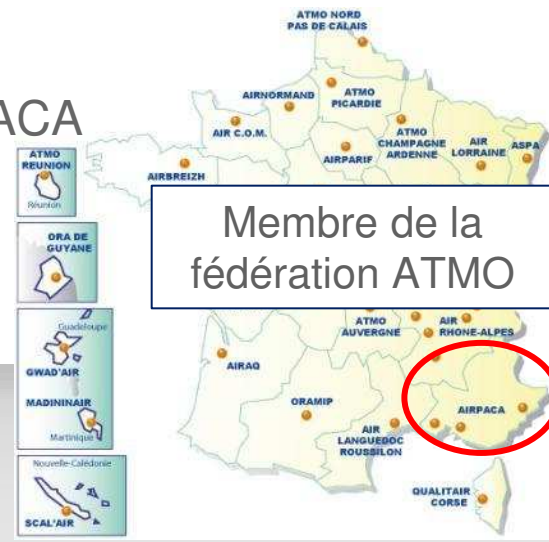 ATMO NORD
PAS DE CALAIS
AIRNORMAND
ATMO
PICARDIE
ACA
AIR C.O.M.
ATMO
CHAMPAGNE
ARDENNE
AIR
LORRAINE
ASPA
AIRPARIF
AIRBREIZH
ATMO
REUNION
Réunion
ORA DE
GUYANE
Membre de la
fédération ATMO
Guadeloupe
GWAD'AIR
MADININAIR
Martinique
ATMO
AUVERGNE
AIR
RHONE-ALPES
AIRAQ
ORAMIP
AIRPACA
AIR
LANGUEDOC
ROUSSILON
Nouvelle-Calédonie
SCAL'AIR
QUALITAIR
CORSE